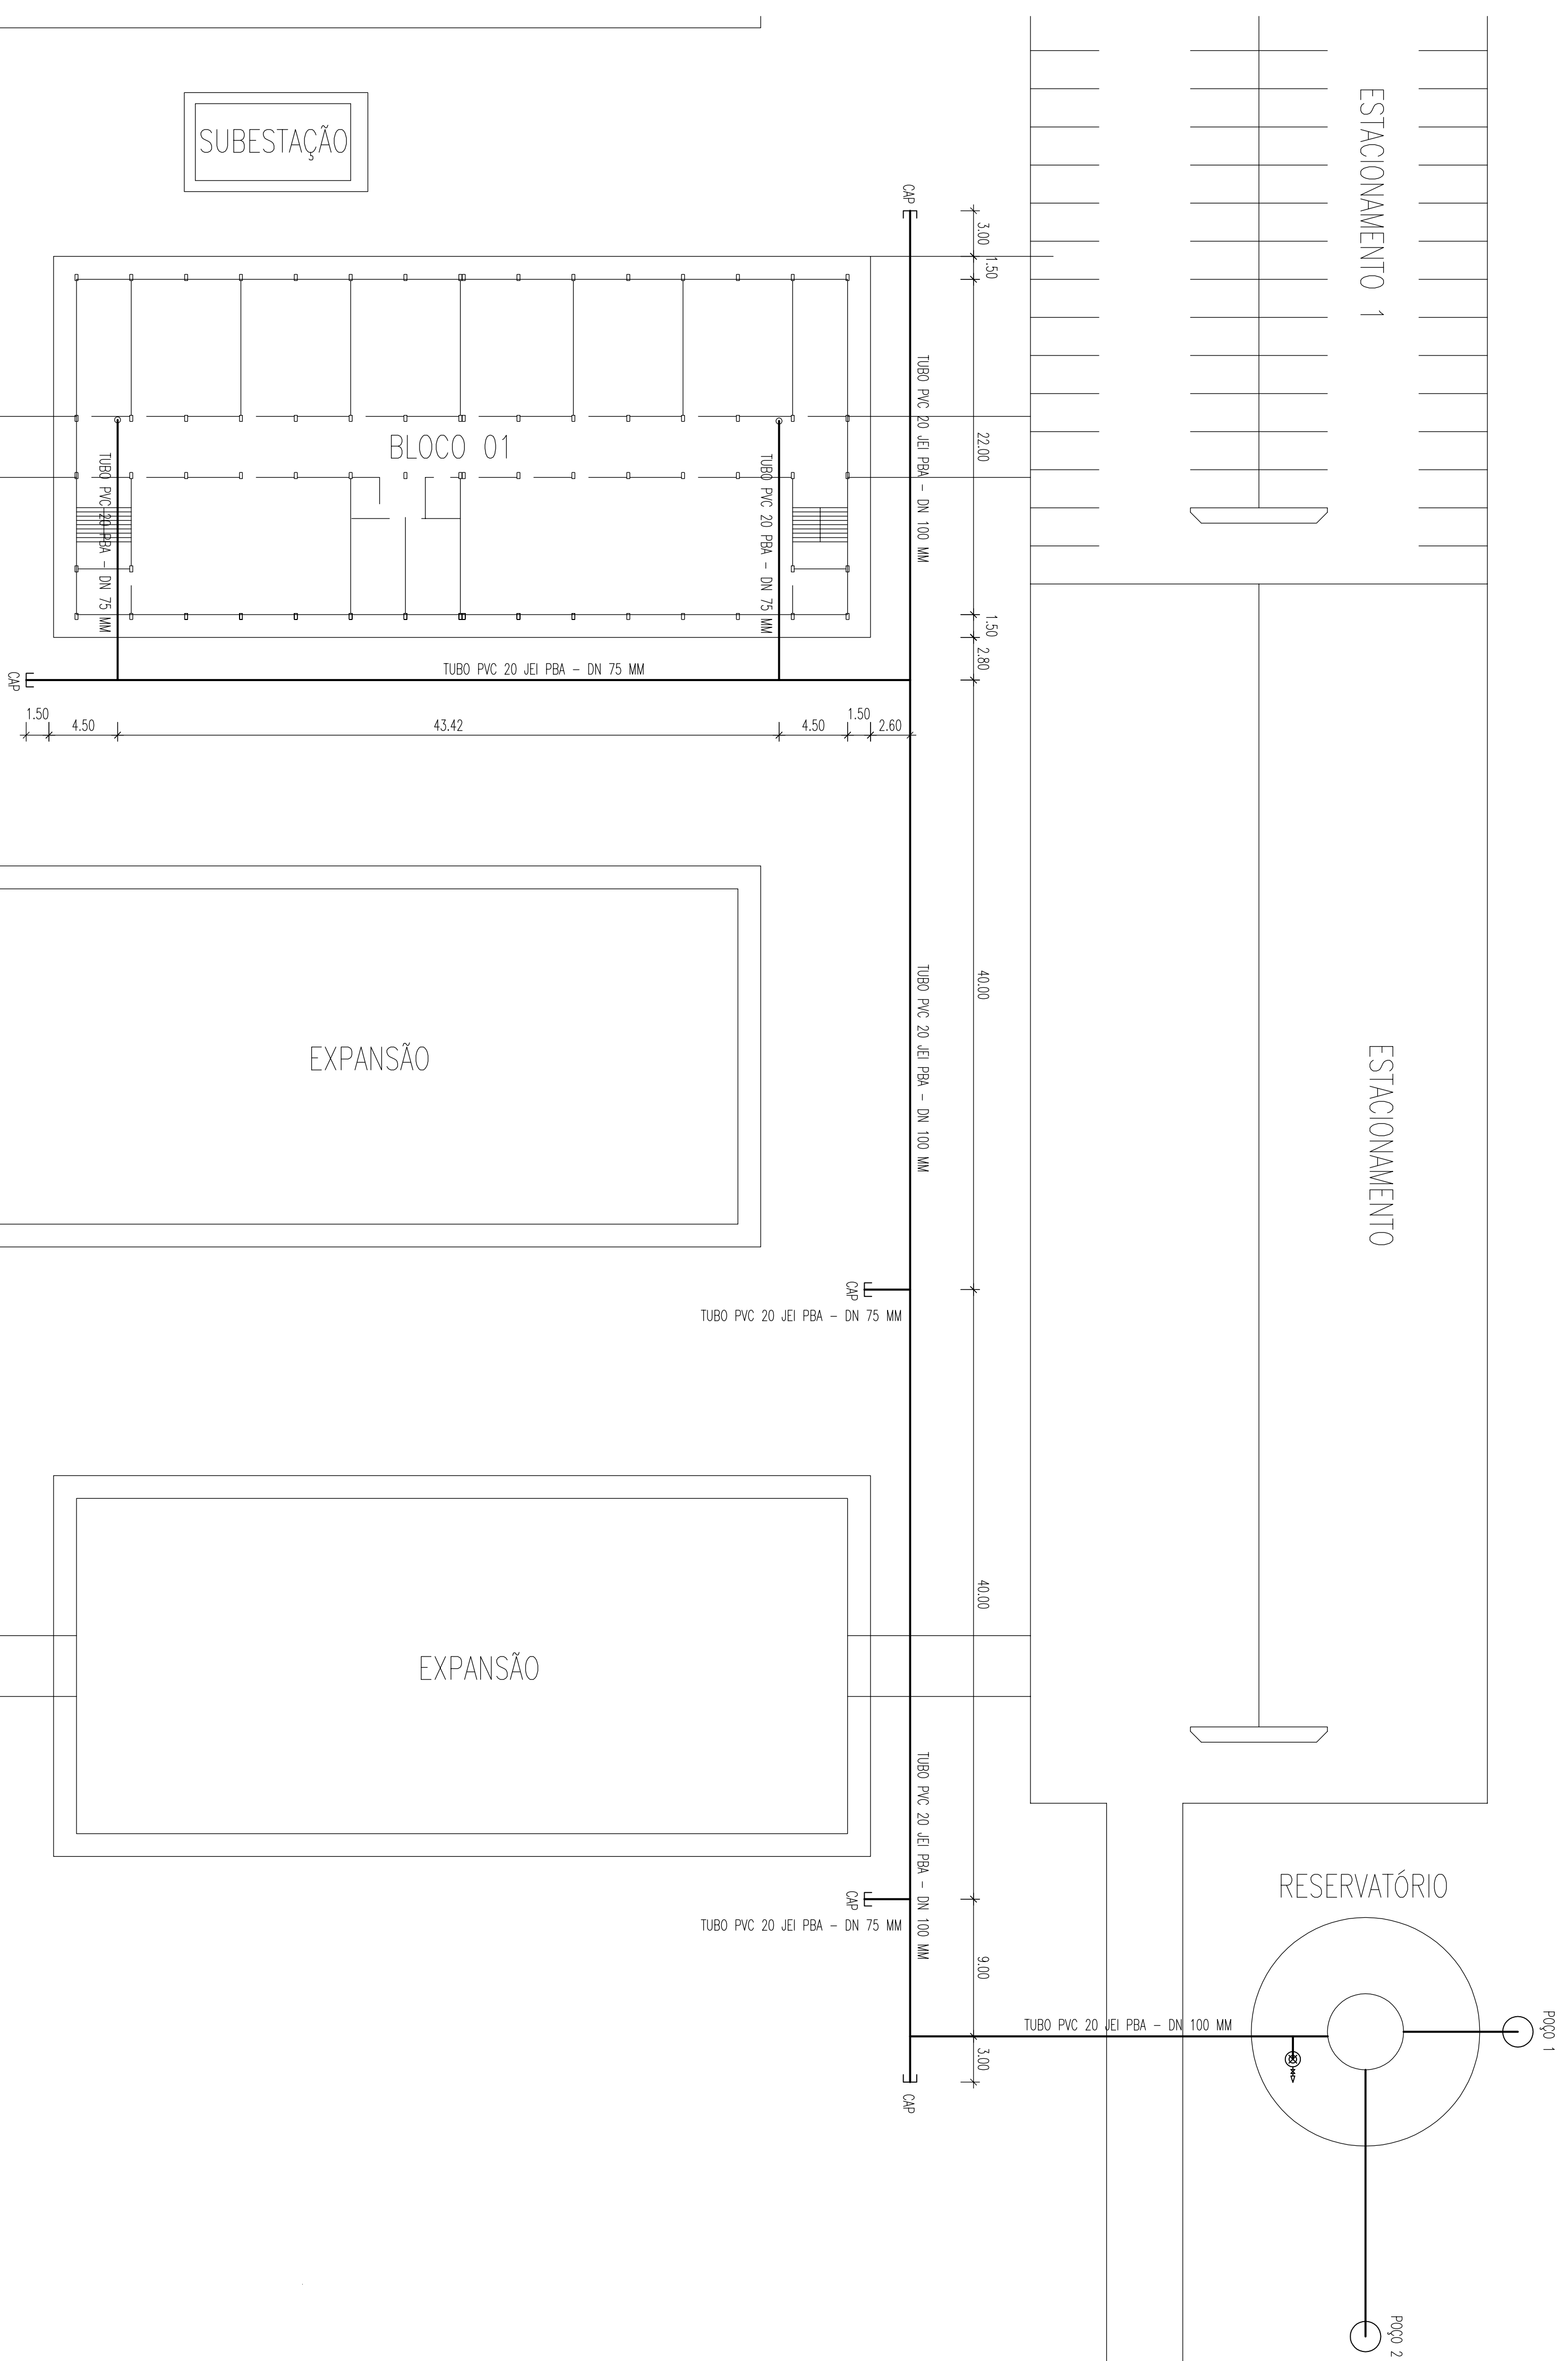 ESTACIONAMENTO 1
SUBESTAÇÃO
CAP
3.00
1.50
TUBO PVC 20 JEI PBA - DN 100 MM
22.00
BLOCO 01
TUBO PVC 20 PBA - DN 75 MM
TUBO PVC 20 PBA - DN 75 MM
1.50
2.80
TUBO PVC 20 JEI PBA - DN 75 MM
CAP
1.50
4.50
43.42
4.50
1.50
2.60
TUBO PVC 20 JEI PBA - DN 100 MM
40.00
EXPANSÃO
ESTACIONAMENTO
CAP
TUBO PVC 20 JEI PBA - DN 75 MM
40.00
EXPANSÃO
TUBO PVC 20 JEI PBA - DN 100 MM
RESERVATÓRIO
CAP
TUBO PVC 20 JEI PBA - DN 75 MM
9.00
TUBO PVC 20 JEI PBA - DN 100 MM
POÇO 1
3.00
CAP
POÇO 2